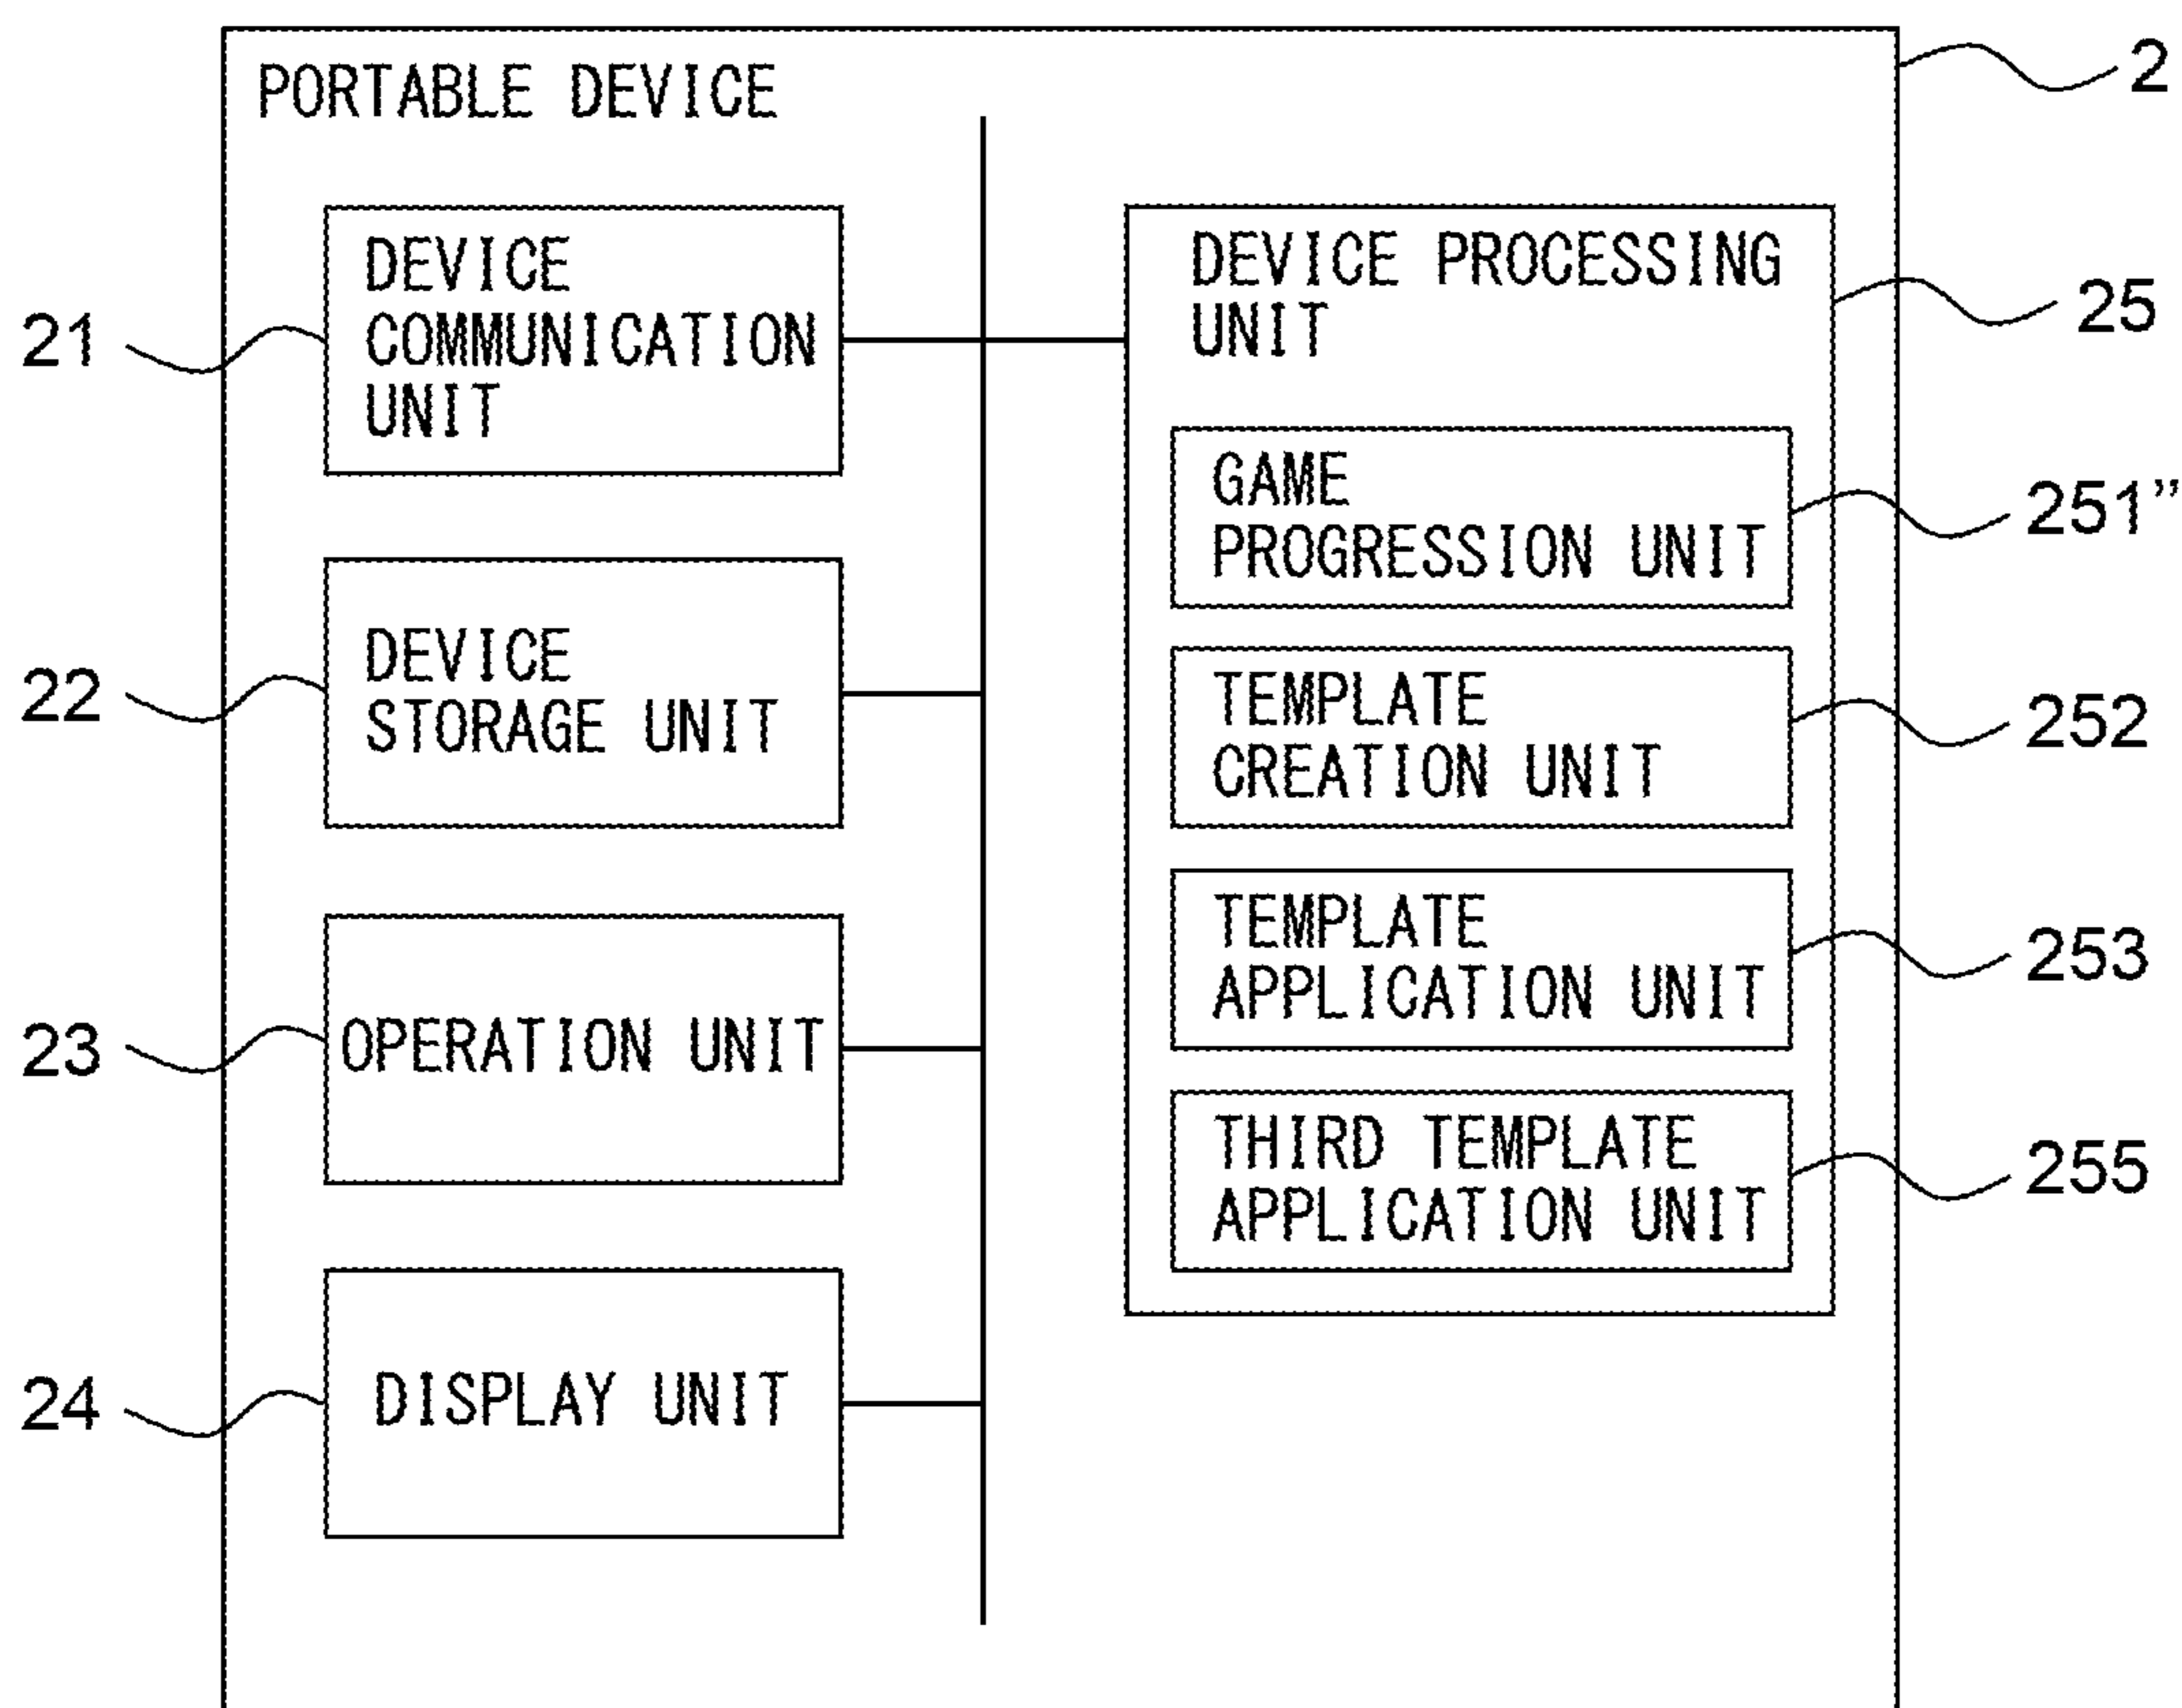 PORTABLE DEVICE
2
DEVICE
COMMUNICATION
UNIT
21
DEVICE
STORAGE UNIT
22
OPERATION UNIT
23
DISPLAY UNIT
24
DEVICE PROCESSING
UNIT
25
GAME
PROGRESSION UNIT
251”
TEMPLATE
CREATION UNIT
252
TEMPLATE
APPLICATION UNIT
253
THIRD TEMPLATE
APPLICATION UNIT
255